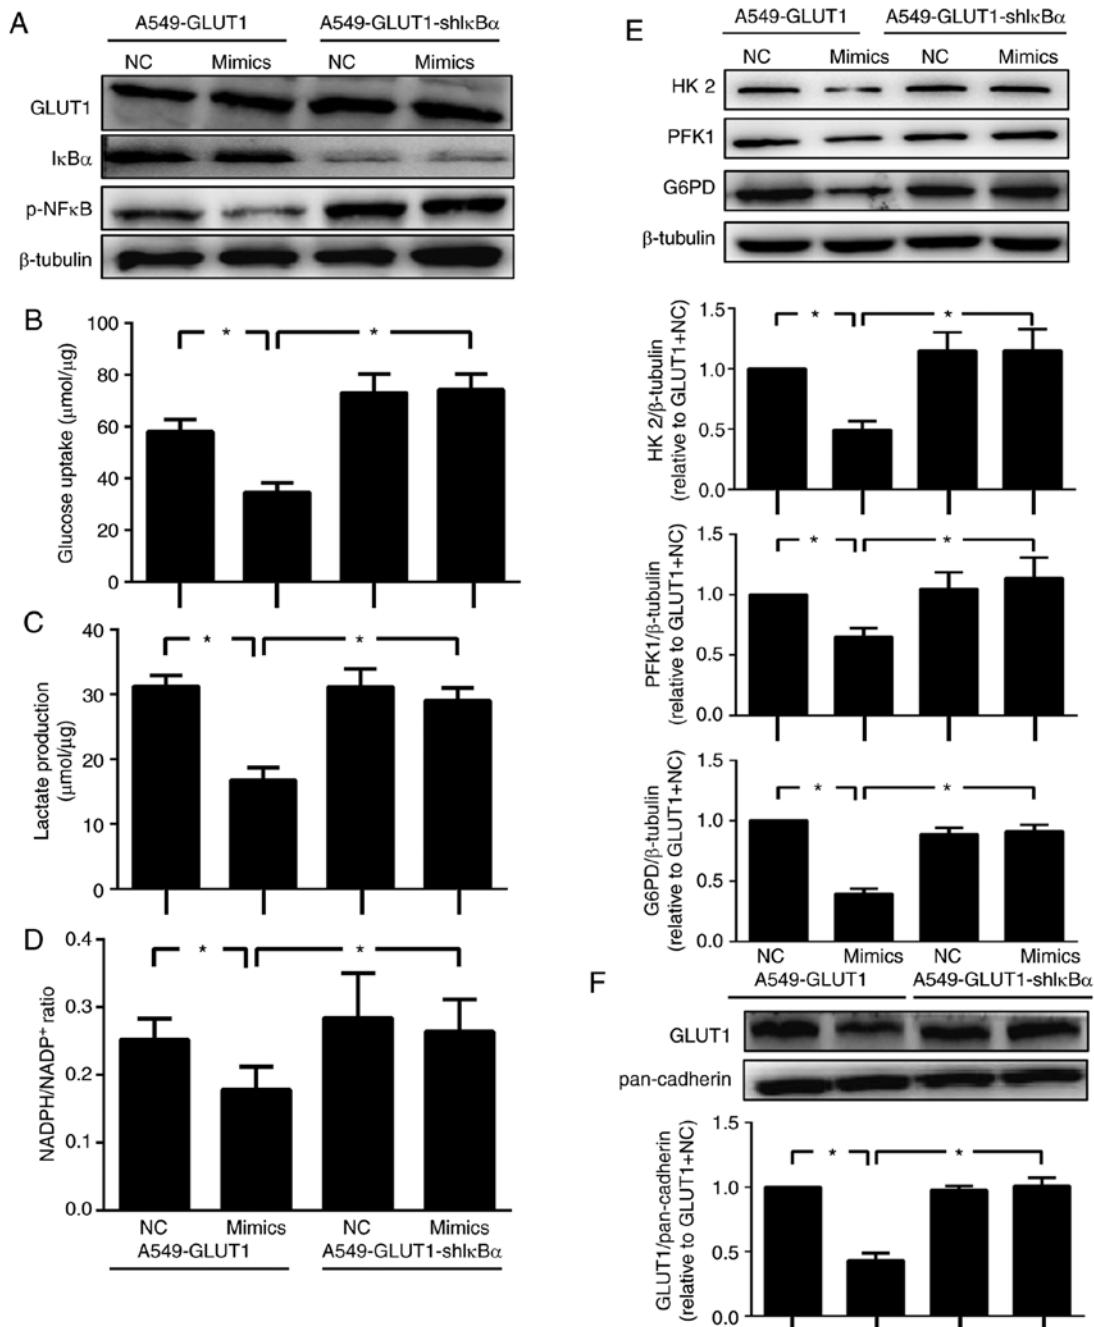 A
A549-GLUT1 A549-GLUT1-shIκBα
NC Mimics NC Mimics
GLUT1
IκBα
p-NFκB
β-tubulin
B
Glucose uptake (μmol/μg)
100
80
60
40
20
0
* *
C
Lactate production
(μmol/μg)
40
30
20
10
0
* *
D
NADPH/NADP⁺ ratio
0.4
0.3
0.2
0.1
0.0
* *
NC Mimics NC Mimics
A549-GLUT1 A549-GLUT1-shIκBα
E
A549-GLUT1 A549-GLUT1-shIκBα
NC Mimics NC Mimics
HK 2
PFK1
G6PD
β-tubulin
HK 2/β-tubulin
(relative to GLUT1+NC)
1.5
1.0
0.5
0.0
* *
PFK1/β-tubulin
(relative to GLUT1+NC)
1.5
1.0
0.5
0.0
* *
G6PD/β-tubulin
(relative to GLUT1+NC)
1.5
1.0
0.5
0.0
* *
NC Mimics NC Mimics
A549-GLUT1 A549-GLUT1-shIκBα
F
GLUT1
pan-cadherin
GLUT1/pan-cadherin
(relative to GLUT1+NC)
1.5
1.0
0.5
0.0
* *